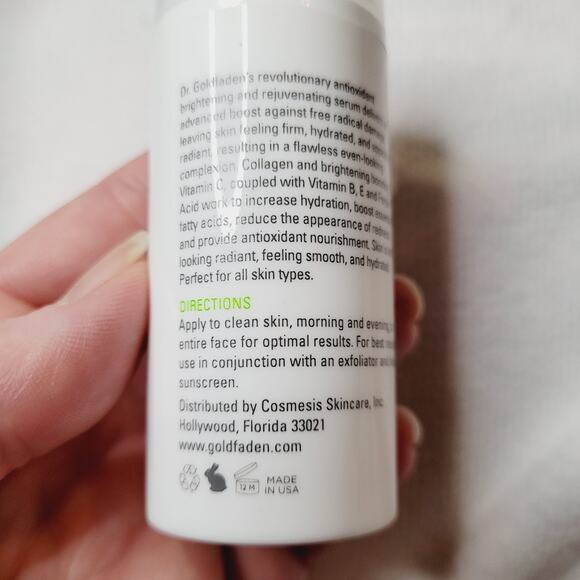 Dr. Goldfaden's revolutionary antioxidant
brightening and rejuvenating serum
advanced boost against free radical
leaving skin feeling firm, hydrated, and
radiant, resulting in a flawless even-looking
complexion. Collagen and brightening
Vitamin C, coupled with Vitamin B, E and
Acid work to increase hydration, boost
fatty acids, reduce the appearance of
and provide antioxidant nourishment. Skin
looking radiant, feeling smooth, and hydrated.
Perfect for all skin types.
DIRECTIONS
Apply to clean skin, morning and evening,
entire face for optimal results. For best
use in conjunction with an exfoliator and
sunscreen.
Distributed by Cosmesis Skincare, Inc.
Hollywood, Florida 33021
www.goldfaden.com
12 M
MADE
IN USA